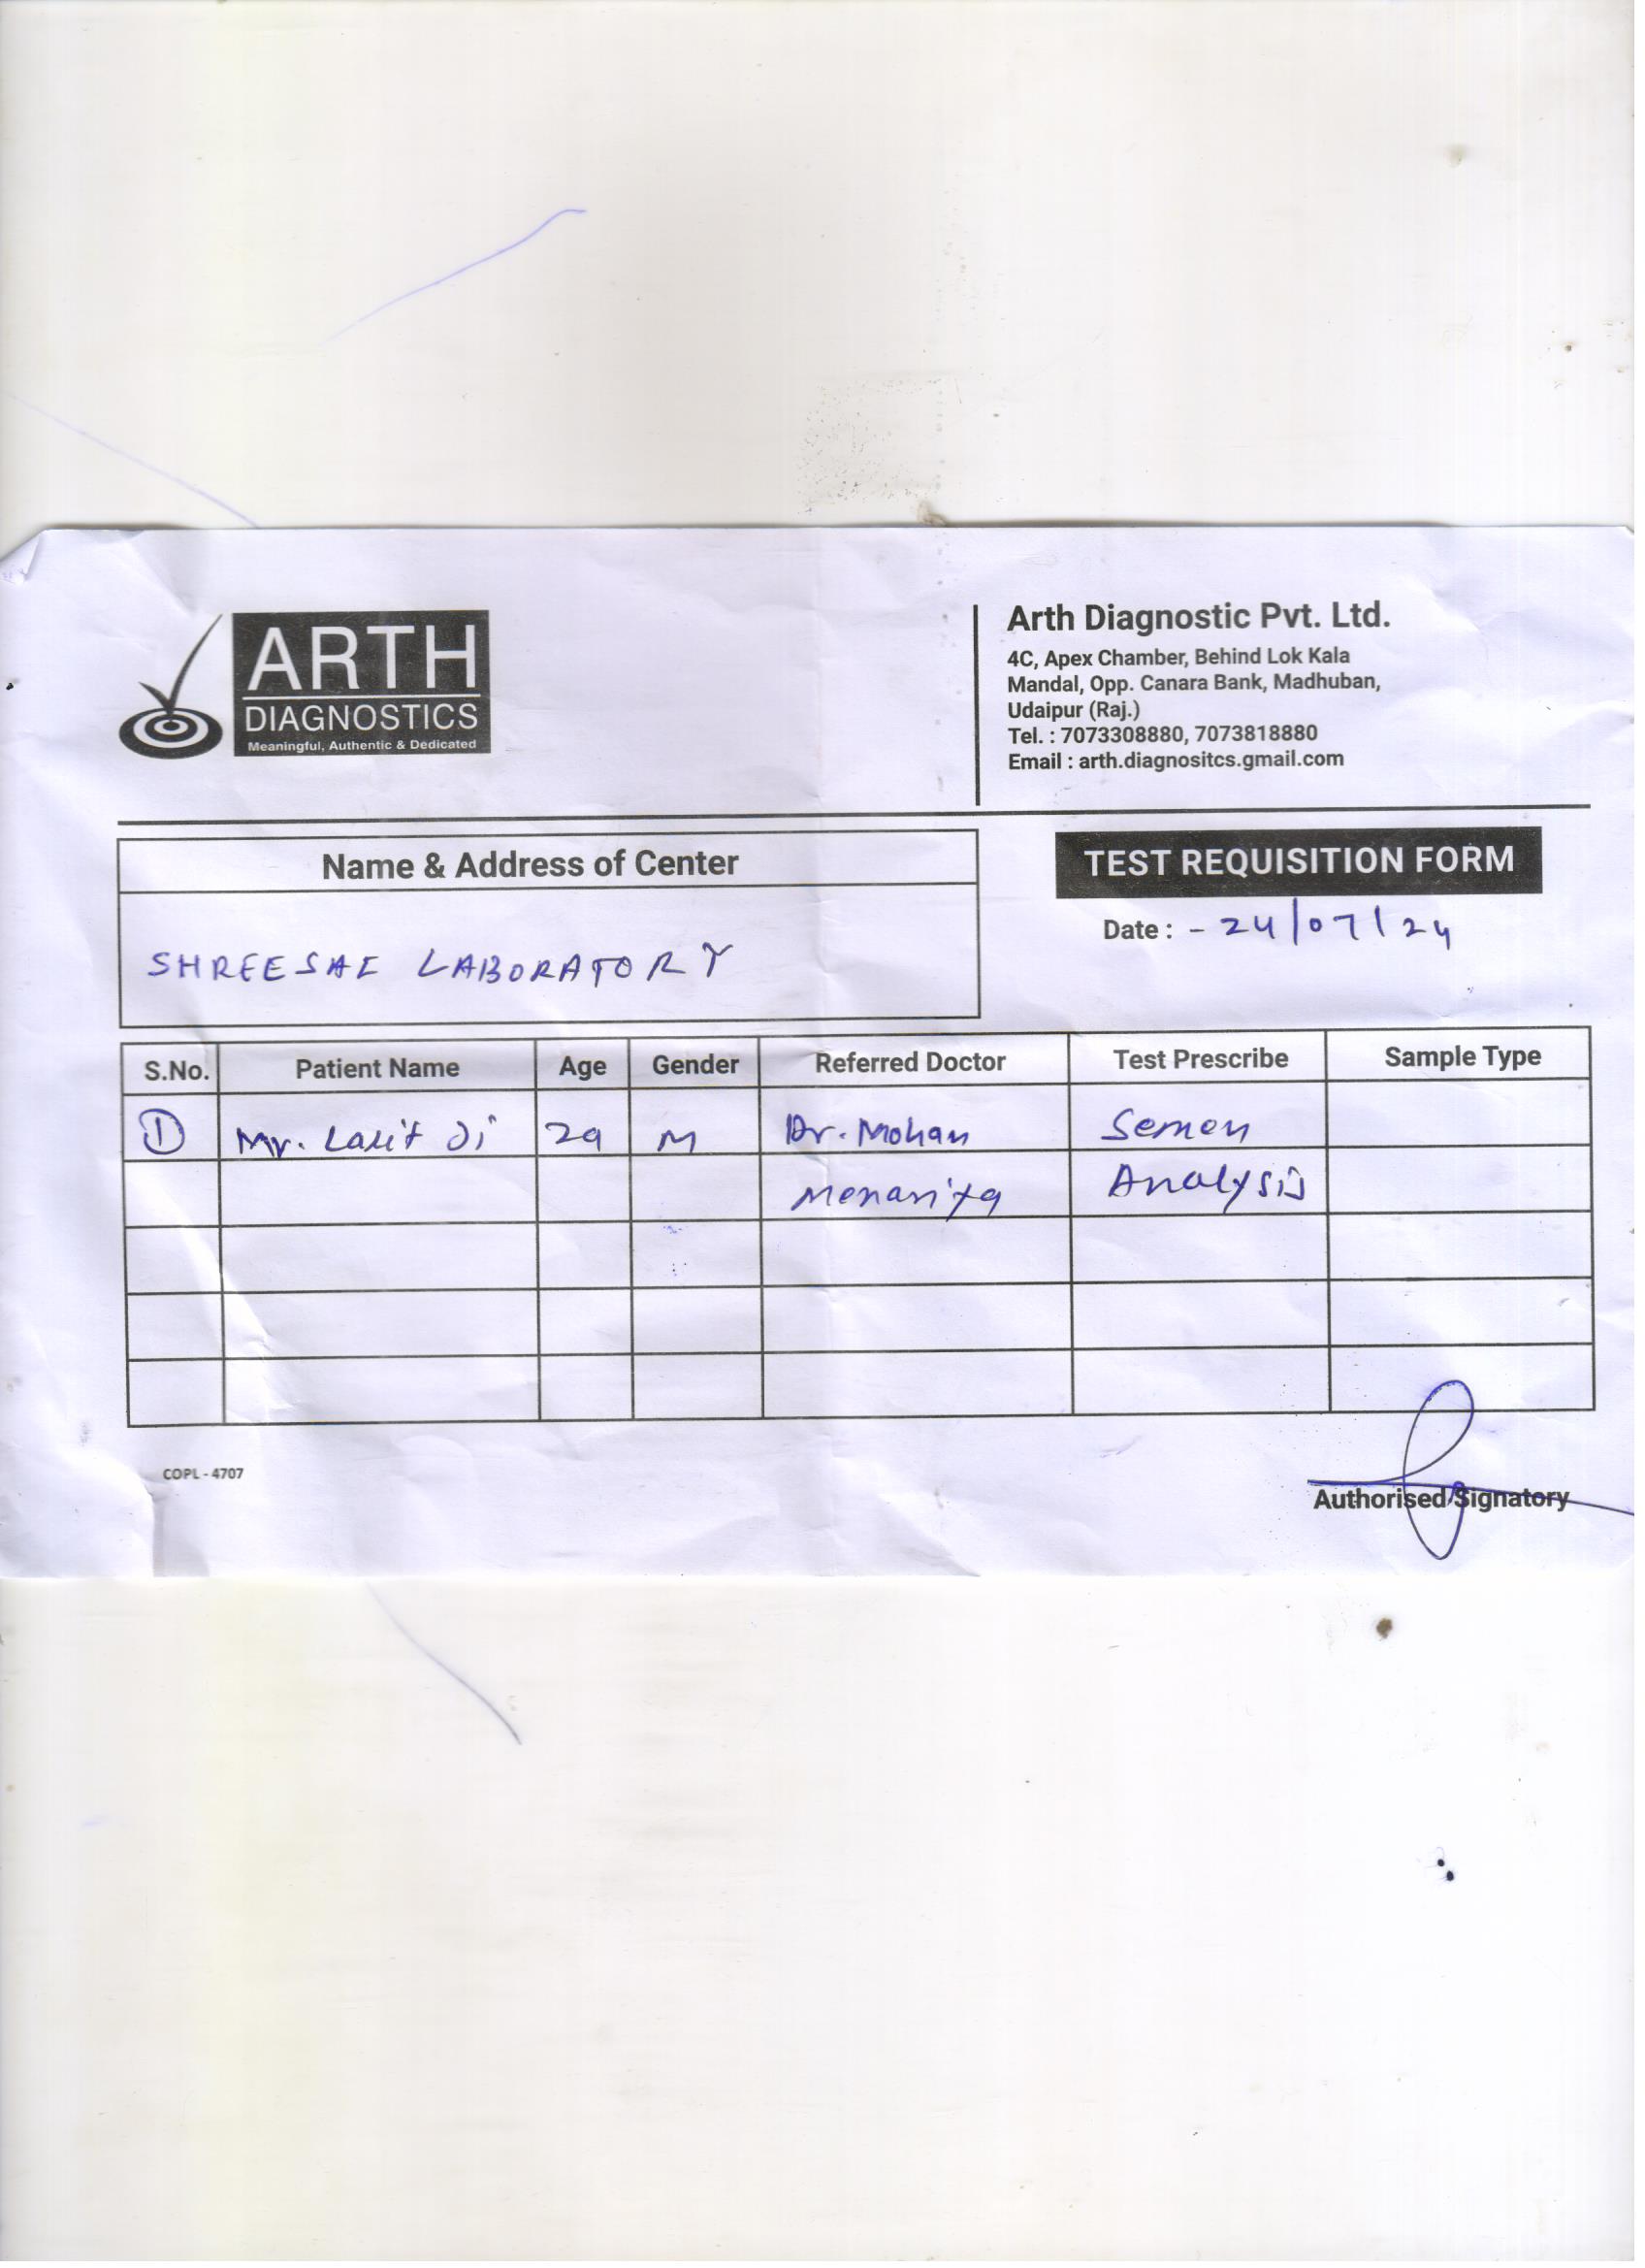 ARTH
DIAGNOSTICS
Meaningful, Authentic & Dedicated
Arth Diagnostic Pvt. Ltd.
4C, Apex Chamber, Behind Lok Kala
Mandal, Opp. Canara Bank, Madhuban,
Udaipur (Raj.)
Tel. : 7073308880, 7073818880
Email : arth.diagnositcs.gmail.com
Name & Address of Center
TEST REQUISITION FORM
Date : - 24/07/24
SHREESAI LABORATORY
S.No. Patient Name Age Gender Referred Doctor Test Prescribe Sample Type
1 Mr. Lalit Ji 29 M Dr. Mohan Semen
Menariya Analysis
COPL - 4707
Authorised Signatory